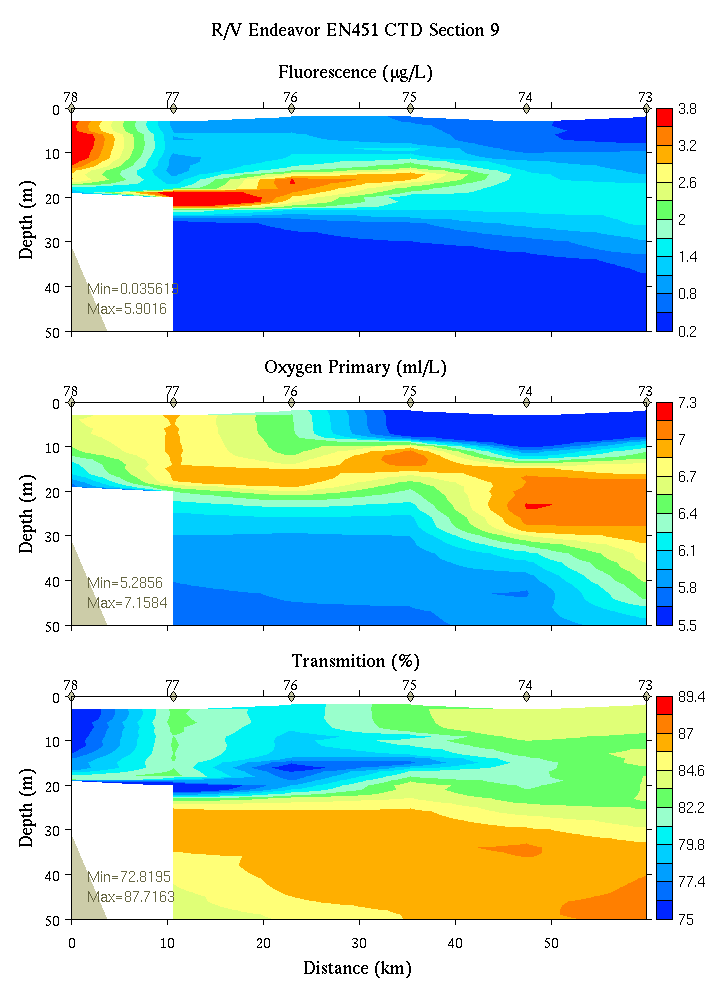 R/V Endeavor EN451 CTD Section 9
Fluorescence (µg/L)
78 77 76 75 74 73
0
10
20
30
40
50
Depth (m)
Min=0.035619
Max=5.9016
3.8
3.2
2.6
2
1.4
0.8
0.2
Oxygen Primary (ml/L)
78 77 76 75 74 73
0
10
20
30
40
50
Depth (m)
Min=5.2856
Max=7.1584
7.3
7
6.7
6.4
6.1
5.8
5.5
Transmition (%)
78 77 76 75 74 73
0
10
20
30
40
50
Depth (m)
Min=72.8195
Max=87.7163
89.4
87
84.6
82.2
79.8
77.4
75
0 10 20 30 40 50
Distance (km)